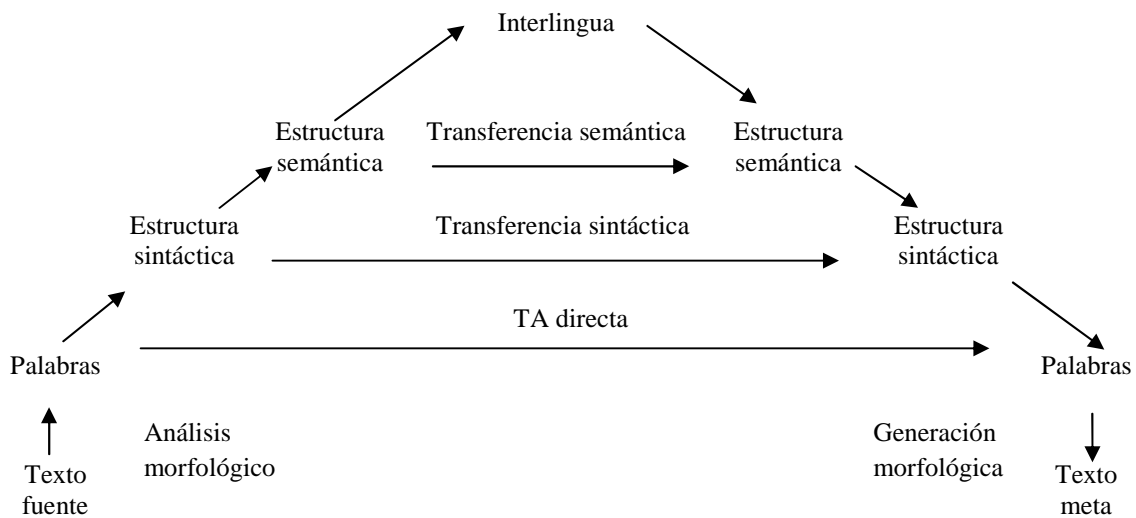 Interlingua
Estructura
semántica
Transferencia semántica
Estructura
semántica
Estructura
sintáctica
Transferencia sintáctica
Estructura
sintáctica
TA directa
Palabras
Palabras
Análisis
morfológico
Generación
morfológica
Texto
fuente
Texto
meta